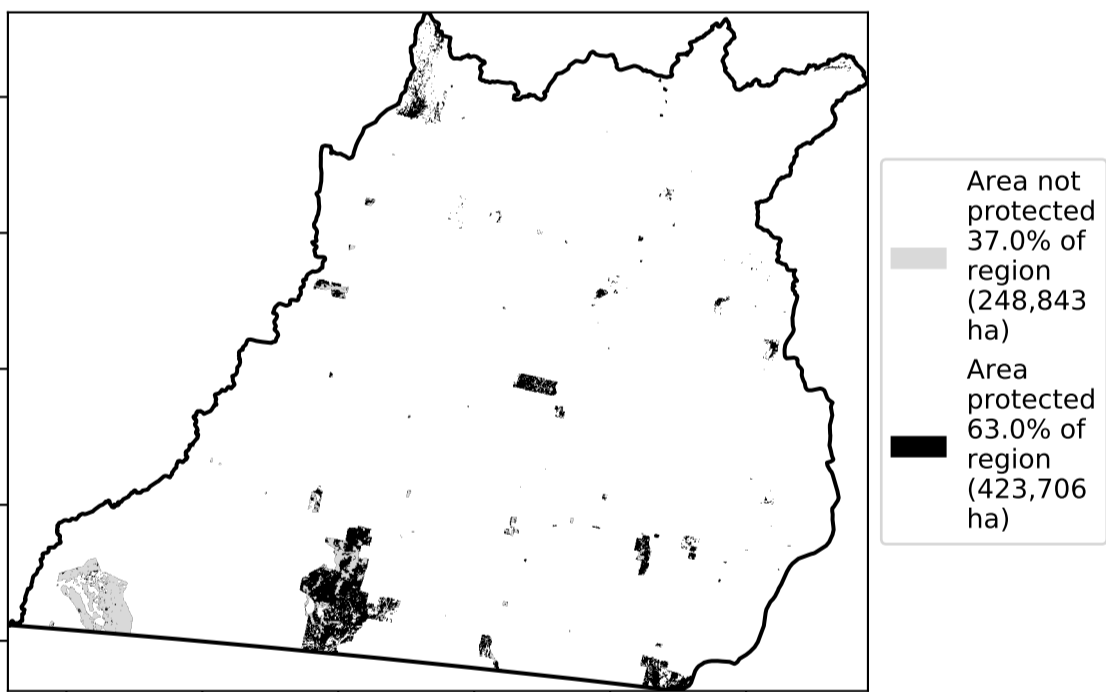 Area not
protected
37.0% of
region
(248,843
ha)
Area
protected
63.0% of
region
(423,706
ha)